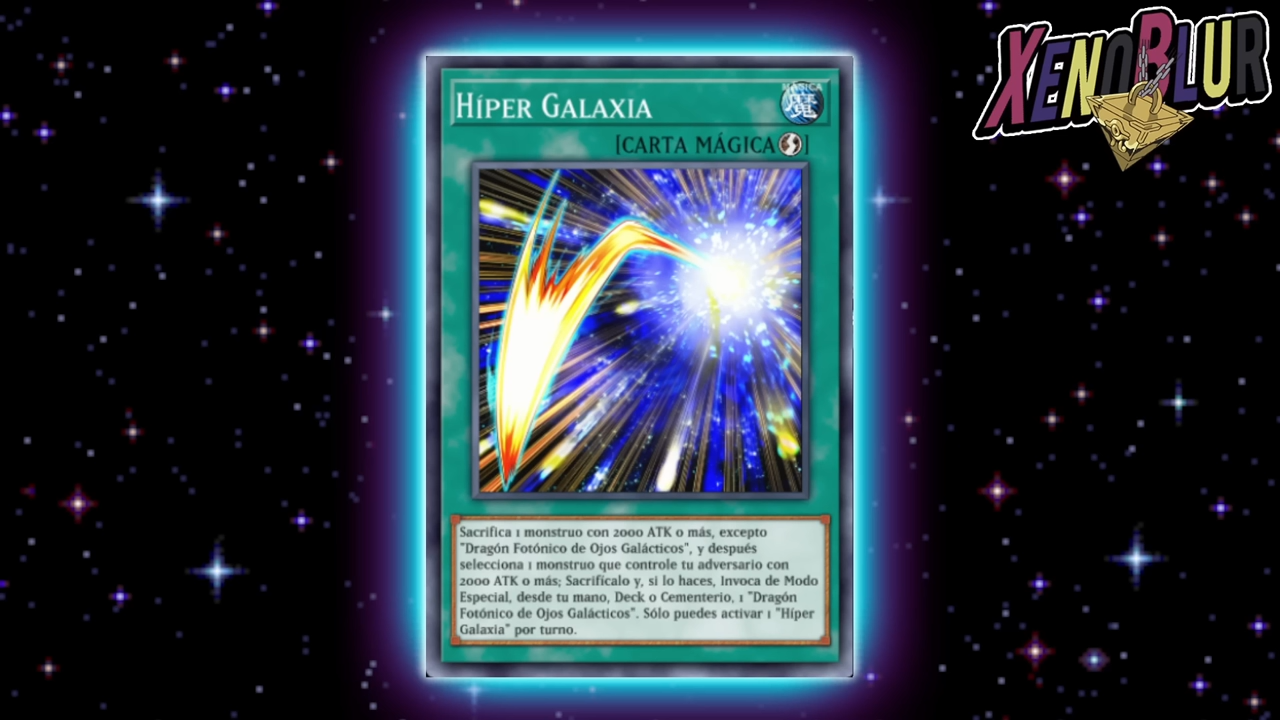 XENOBLUR
HÍPER GALAXIA
MÁGICA
魔
[CARTA MÁGICA]
Sacrifica 1 monstruo con 2000 ATK o más, excepto
"Dragón Fotónico de Ojos Galácticos", y después
selecciona 1 monstruo que controle tu adversario con
2000 ATK o más; Sacrifícalo y, si lo haces, Invoca de Modo
Especial, desde tu mano, Deck o Cementerio, 1 "Dragón
Fotónico de Ojos Galácticos". Sólo puedes activar 1 "Híper
Galaxia" por turno.